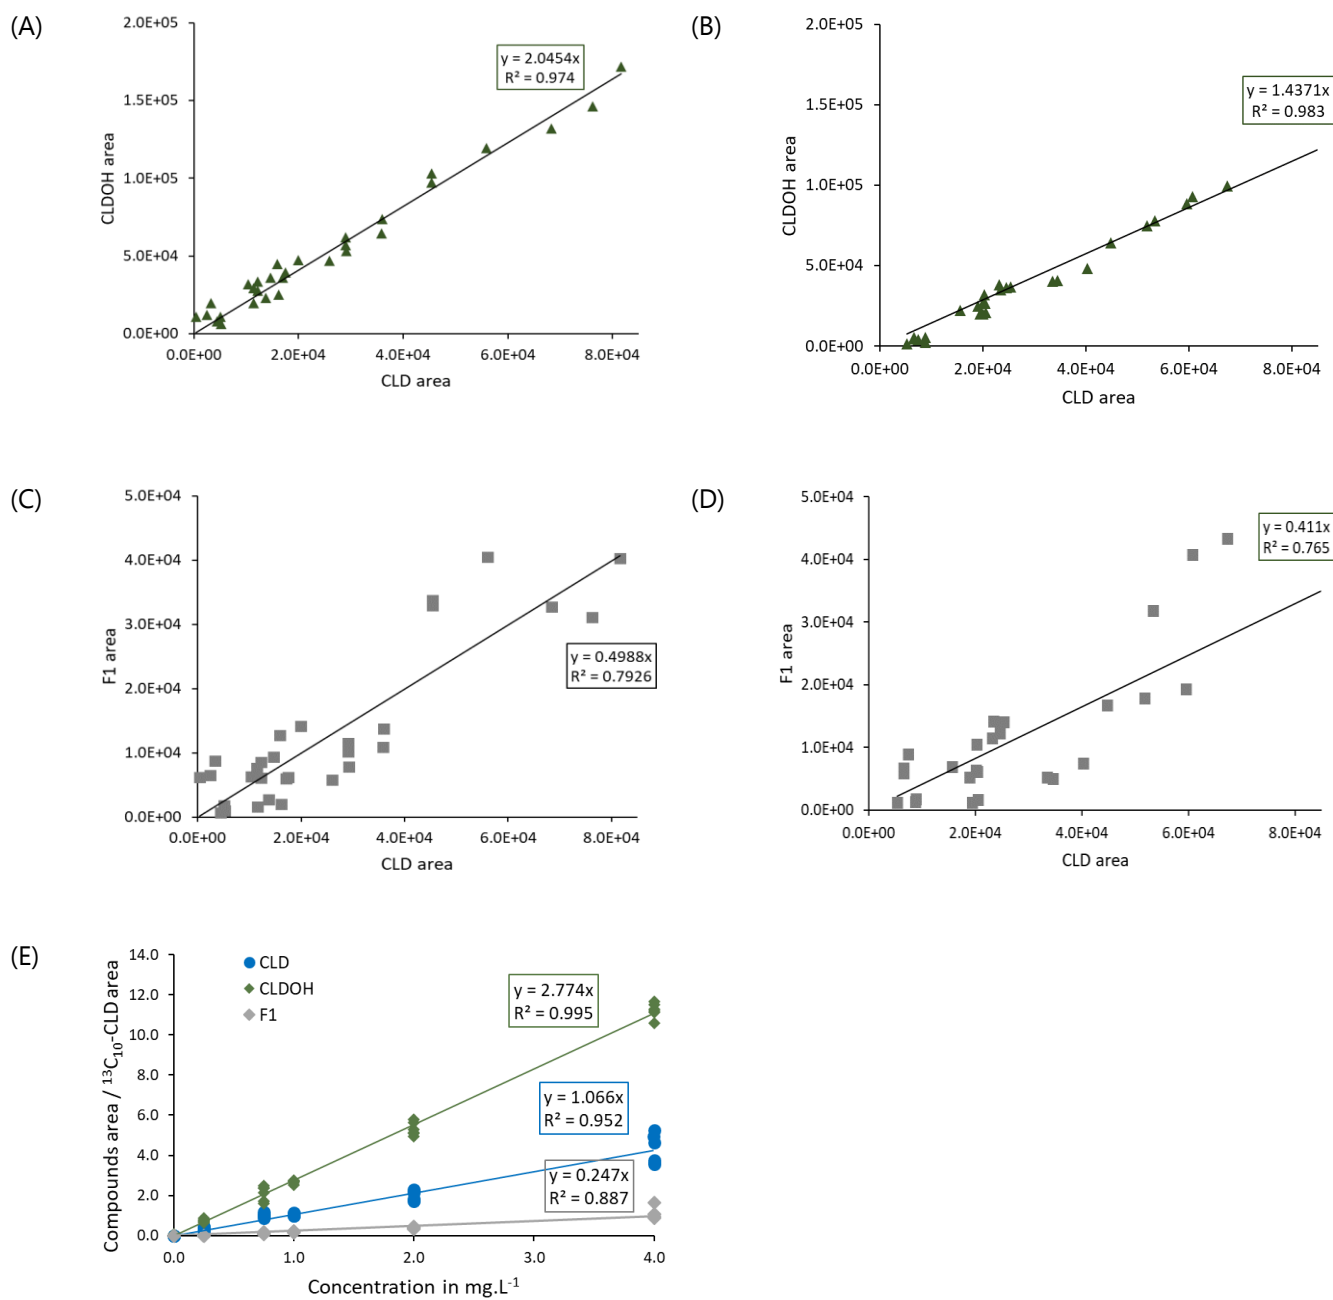 (A)
2.0E+05
1.5E+05
1.0E+05
5.0E+04
0.0E+00
CLDOH area
y = 2.0454x
R² = 0.974
0.0E+00 2.0E+04 4.0E+04 6.0E+04 8.0E+04
CLD area
(B)
2.0E+05
1.5E+05
1.0E+05
5.0E+04
0.0E+00
CLDOH area
y = 1.4371x
R² = 0.983
0.0E+00 2.0E+04 4.0E+04 6.0E+04 8.0E+04
CLD area
(C)
5.0E+04
4.0E+04
3.0E+04
2.0E+04
1.0E+04
0.0E+00
F1 area
y = 0.4988x
R² = 0.7926
0.0E+00 2.0E+04 4.0E+04 6.0E+04 8.0E+04
CLD area
(D)
5.0E+04
4.0E+04
3.0E+04
2.0E+04
1.0E+04
0.0E+00
F1 area
y = 0.411x
R² = 0.765
0.0E+00 2.0E+04 4.0E+04 6.0E+04 8.0E+04
CLD area
(E)
14.0
12.0
10.0
8.0
6.0
4.0
2.0
0.0
Compounds area / ¹³C₁₀-CLD area
CLD
CLDOH
F1
y = 2.774x
R² = 0.995
y = 1.066x
R² = 0.952
y = 0.247x
R² = 0.887
0.0 1.0 2.0 3.0 4.0
Concentration in mg.L⁻¹